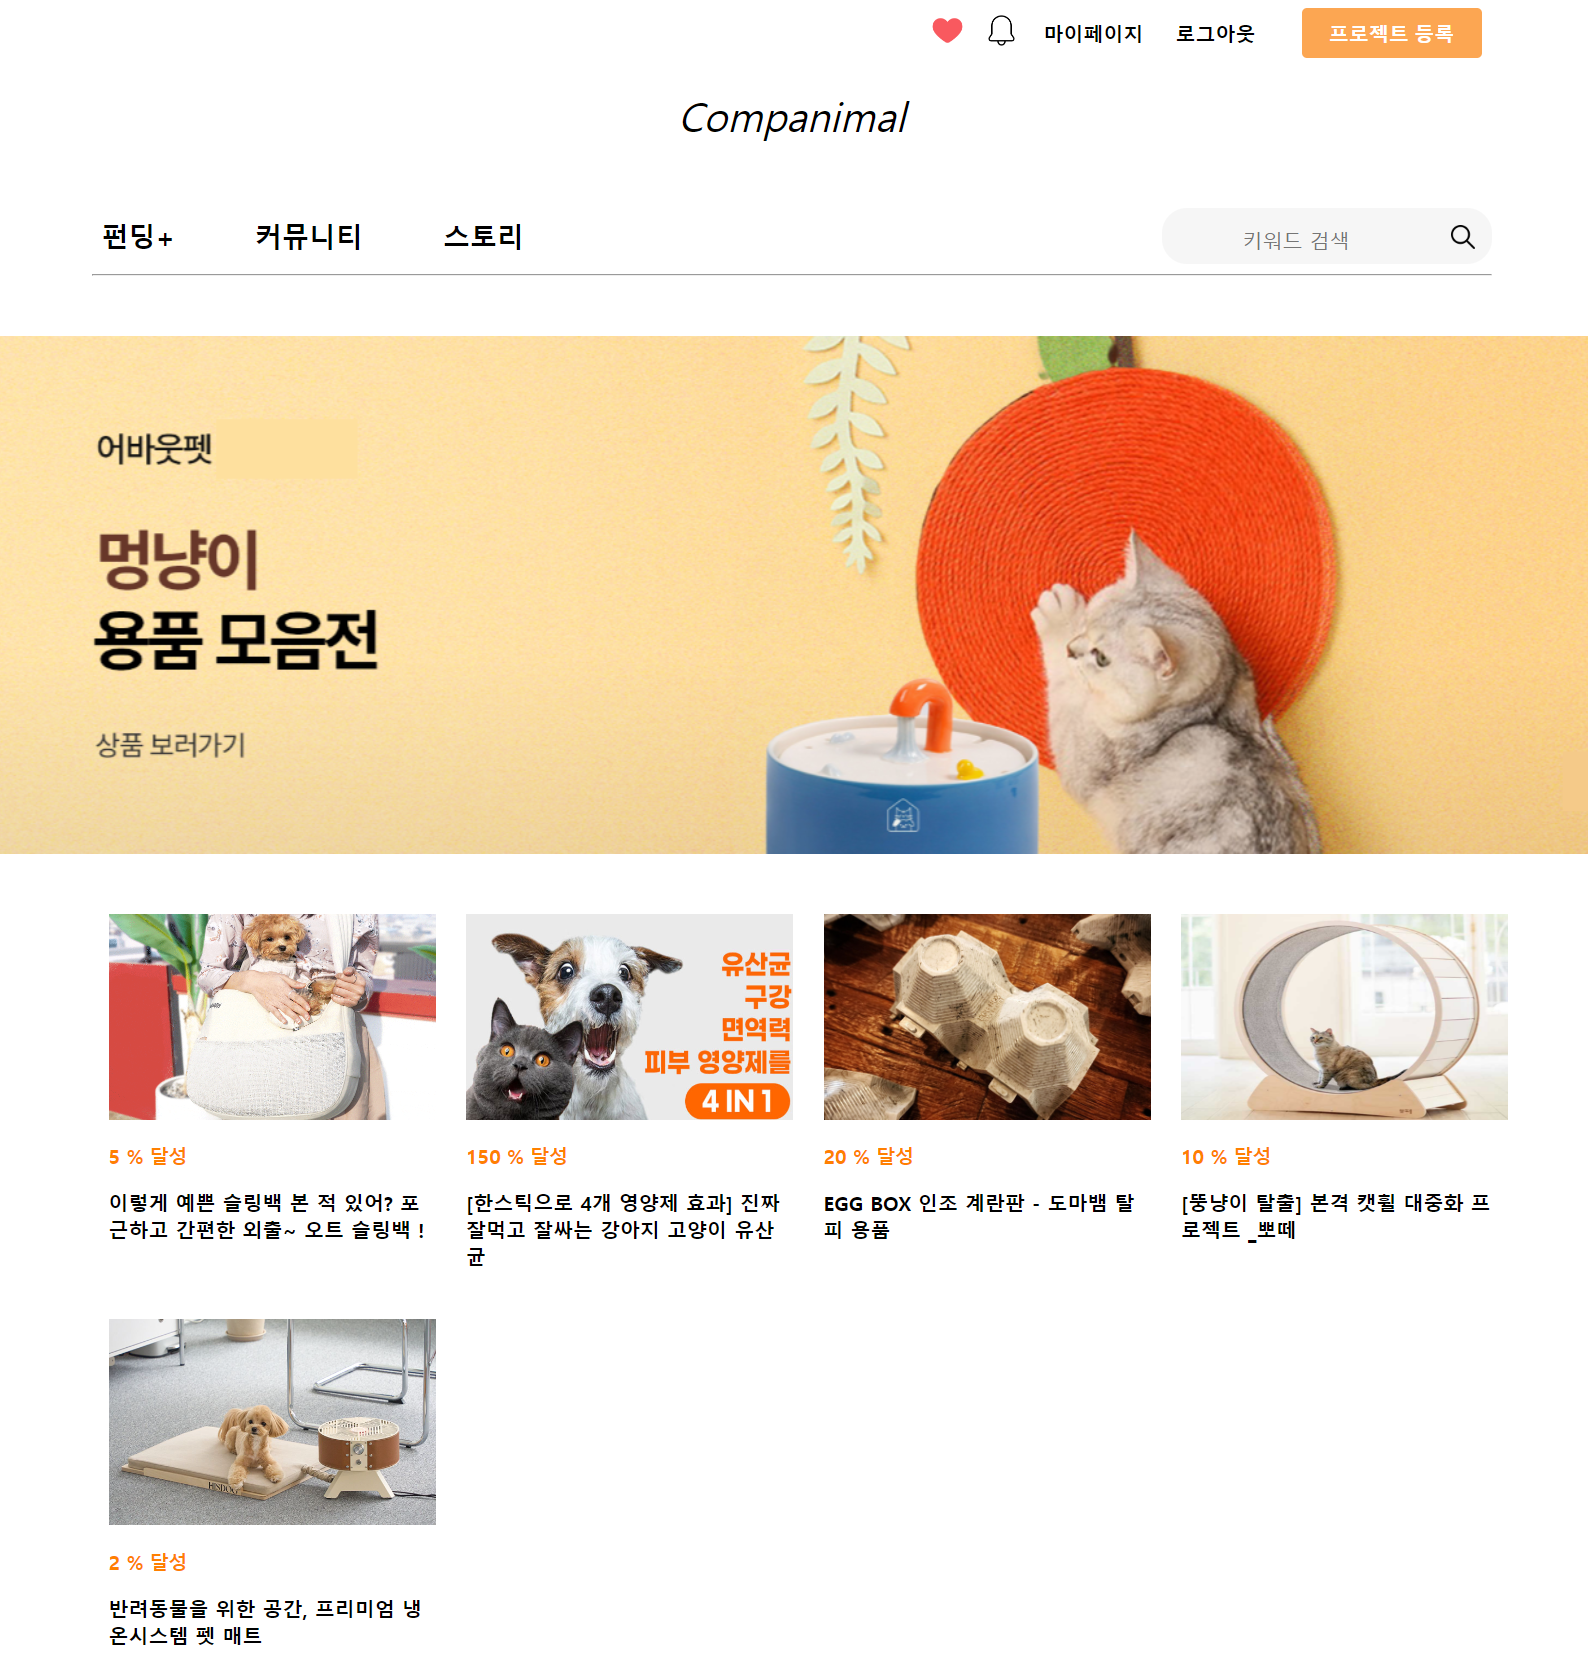 마이페이지
로그아웃
프로젝트 등록
Companimal
펀딩+
커뮤니티
스토리
키워드 검색
어바웃펫
멍냥이
용품 모음전
상품 보러가기
유산균
구강
면역력
피부 영양제를
4 IN 1
5 % 달성
이렇게 예쁜 슬링백 본 적 있어? 포
근하고 간편한 외출~ 오트 슬링백 !
150 % 달성
[한스틱으로 4개 영양제 효과] 진짜
잘먹고 잘싸는 강아지 고양이 유산
균
20 % 달성
EGG BOX 인조 계란판 - 도마뱀 탈
피 용품
10 % 달성
[뚱냥이 탈출] 본격 캣휠 대중화 프
로젝트 _뽀떼
HISDOG
2 % 달성
반려동물을 위한 공간, 프리미엄 냉
온시스템 펫 매트